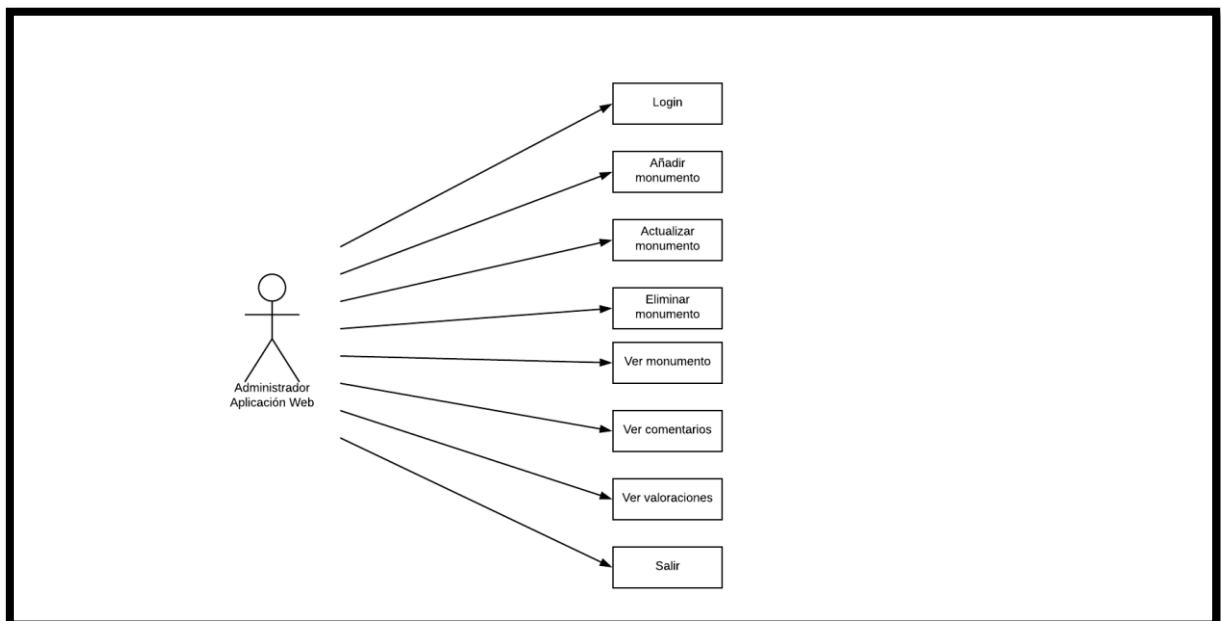 Login
Añadir
monumento
Actualizar
monumento
Eliminar
monumento
Ver monumento
Administrador
Aplicación Web
Ver comentarios
Ver valoraciones
Salir